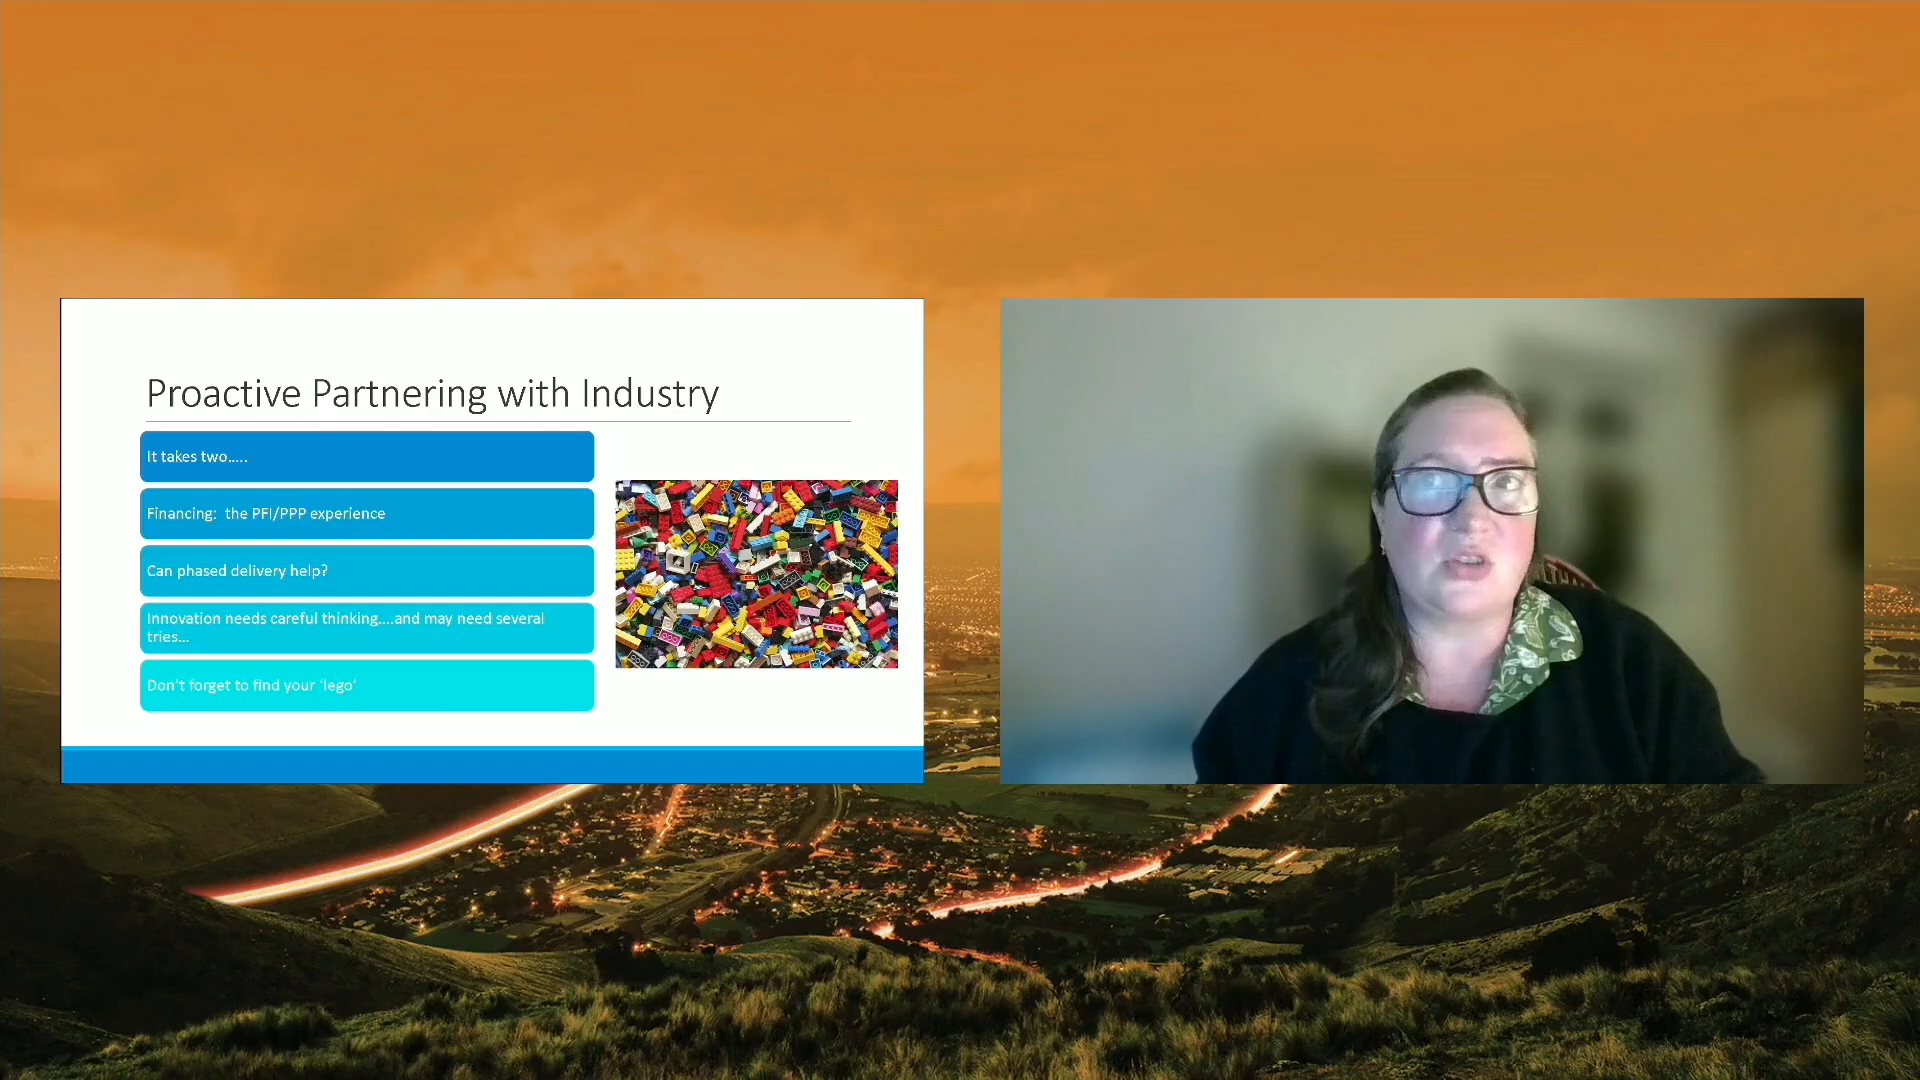 Proactive Partnering with Industry
It takes two.....
Financing:  the PFI/PPP experience
Can phased delivery help?
Innovation needs careful thinking....and may need several
tries...
Don't forget to find your 'lego'